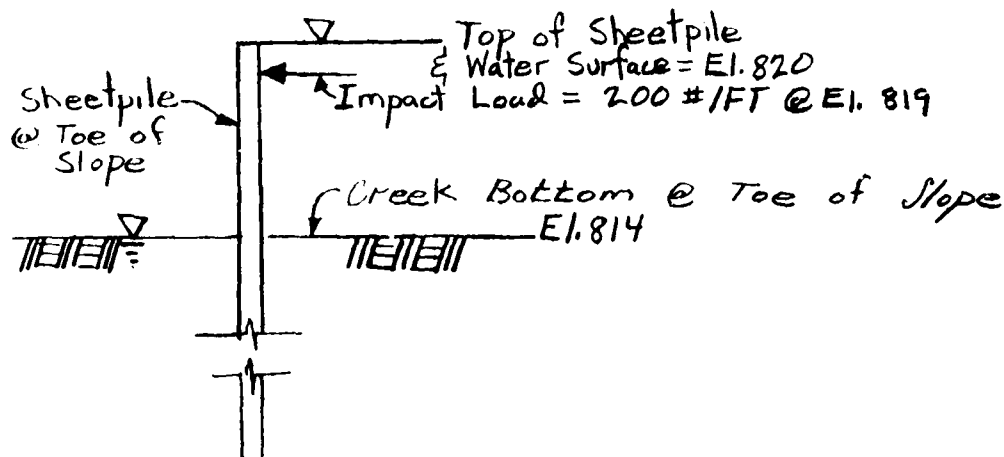 Top of Sheetpile
& Water Surface = El. 820
Impact Load = 200 #/FT @ El. 819
Sheetpile
@ Toe of
Slope
Creek Bottom @ Toe of Slope
El. 814